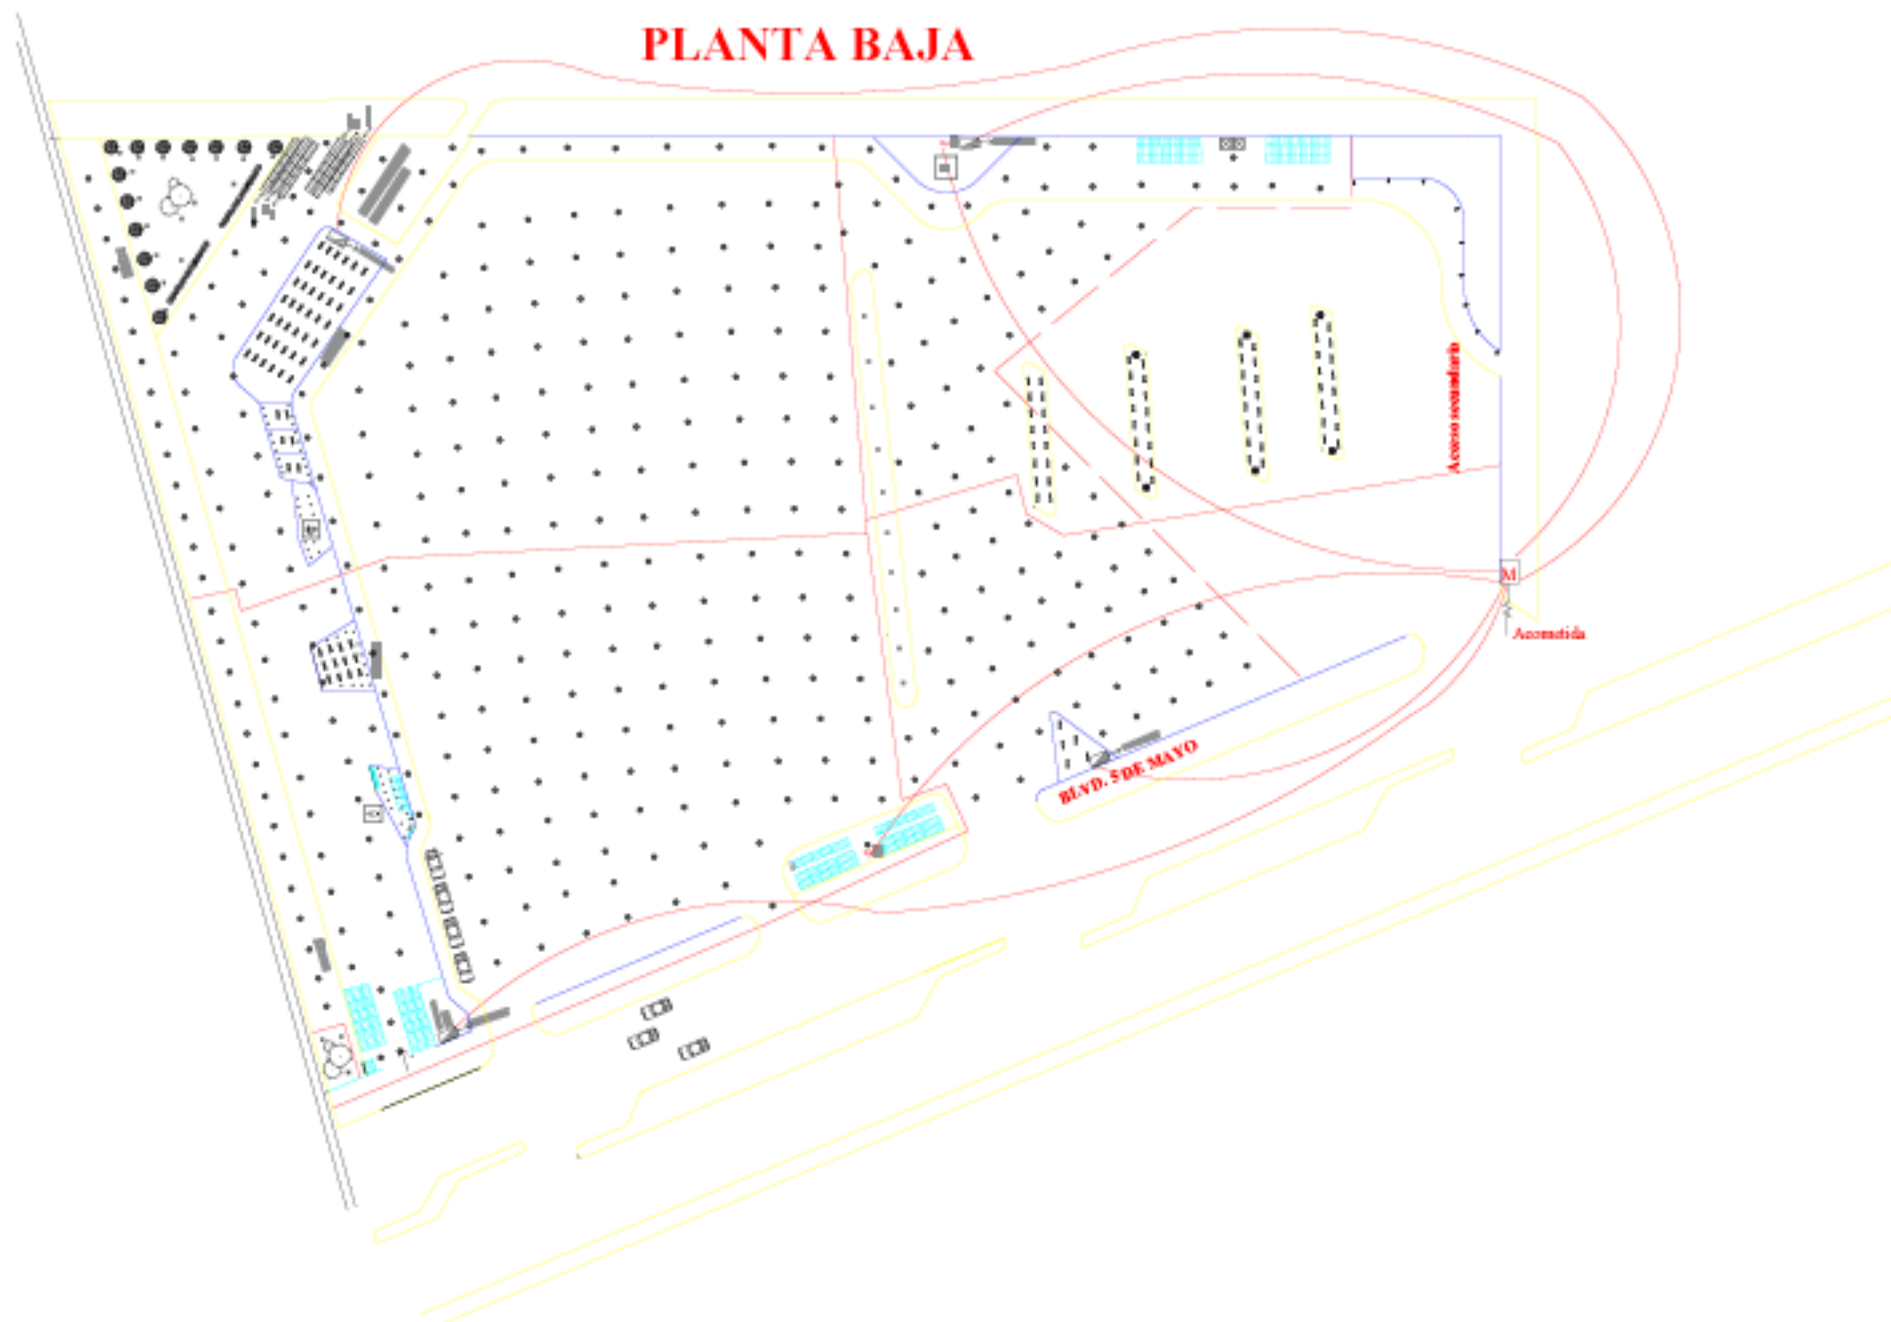 PLANTA BAJA
Acceso secundario
M
Acometida
BLVD. 5 DE MAYO